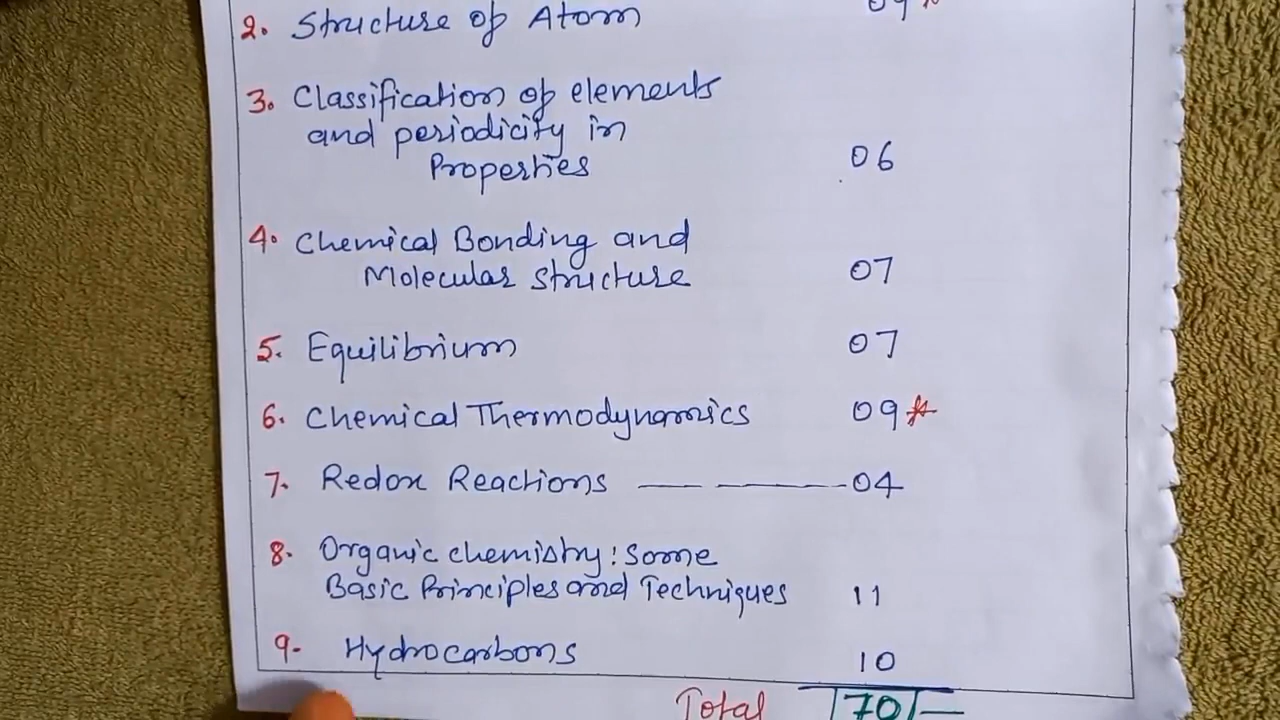 2. Structure of Atom 09*
3. Classification of elements
and periodicity in
Properties 06
4. Chemical Bonding and
Molecular structure 07
5. Equilibrium 07
6. Chemical Thermodynamics 09*
7. Redox Reactions 04
8. Organic chemistry: Some
Basic Principles and Techniques 11
9. Hydrocarbons 10
Total 70